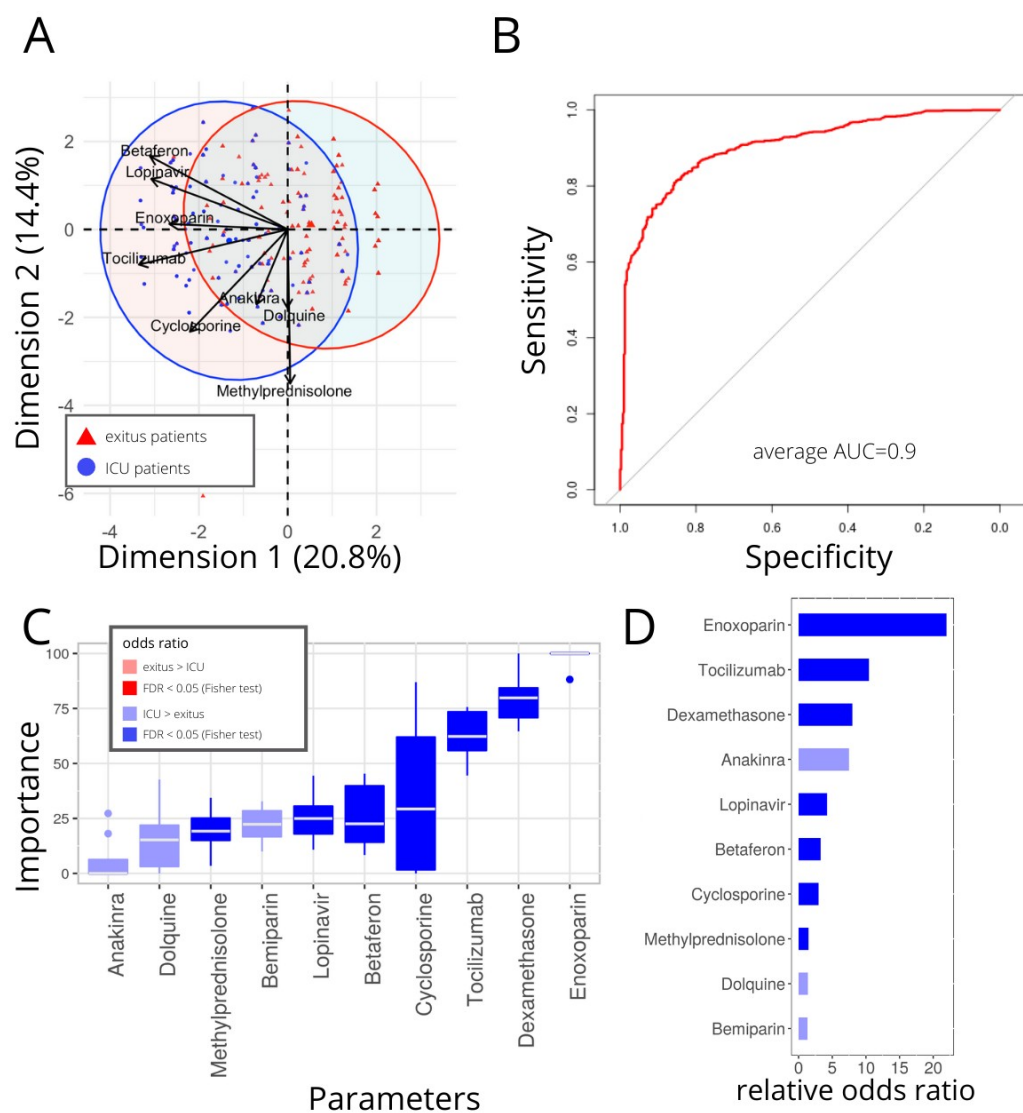 A
Dimension 2 (14.4%)
2
0
-2
-4
-6
Betaferon
Lopinavir
Enoxoparin
Tocilizumab
Anakinra
Dolquine
Cyclosporine
Methylprednisolone
exitus patients
ICU patients
-4
-2
0
2
Dimension 1 (20.8%)
B
Sensitivity
1.0
0.8
0.6
0.4
0.2
0.0
average AUC=0.9
1.0
0.8
0.6
0.4
0.2
0.0
Specificity
C
odds ratio
exitus > ICU
FDR < 0.05 (Fisher test)
ICU > exitus
FDR < 0.05 (Fisher test)
Importance
100
75
50
25
0
Anakinra
Dolquine
Methylprednisolone
Bemiparin
Lopinavir
Betaferon
Cyclosporine
Tocilizumab
Dexamethasone
Enoxoparin
Parameters
D
Enoxoparin
Tocilizumab
Dexamethasone
Anakinra
Lopinavir
Betaferon
Cyclosporine
Methylprednisolone
Dolquine
Bemiparin
0
5
10
15
20
relative odds ratio